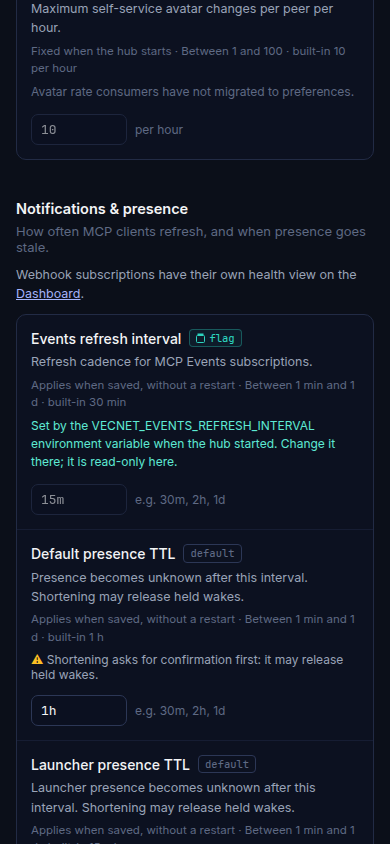 Maximum self-service avatar changes per peer per
hour.
Fixed when the hub starts · Between 1 and 100 · built-in 10
per hour
Avatar rate consumers have not migrated to preferences.
10 per hour
Notifications & presence
How often MCP clients refresh, and when presence goes
stale.
Webhook subscriptions have their own health view on the
Dashboard.
Events refresh interval flag
Refresh cadence for MCP Events subscriptions.
Applies when saved, without a restart · Between 1 min and 1
d · built-in 30 min
Set by the VECNET_EVENTS_REFRESH_INTERVAL
environment variable when the hub started. Change it
there; it is read-only here.
15m e.g. 30m, 2h, 1d
Default presence TTL default
Presence becomes unknown after this interval.
Shortening may release held wakes.
Applies when saved, without a restart · Between 1 min and 1
d · built-in 1 h
⚠ Shortening asks for confirmation first: it may release
held wakes.
1h e.g. 30m, 2h, 1d
Launcher presence TTL default
Launcher presence becomes unknown after this
interval. Shortening may release held wakes.
Applies when saved, without a restart · Between 1 min and 1